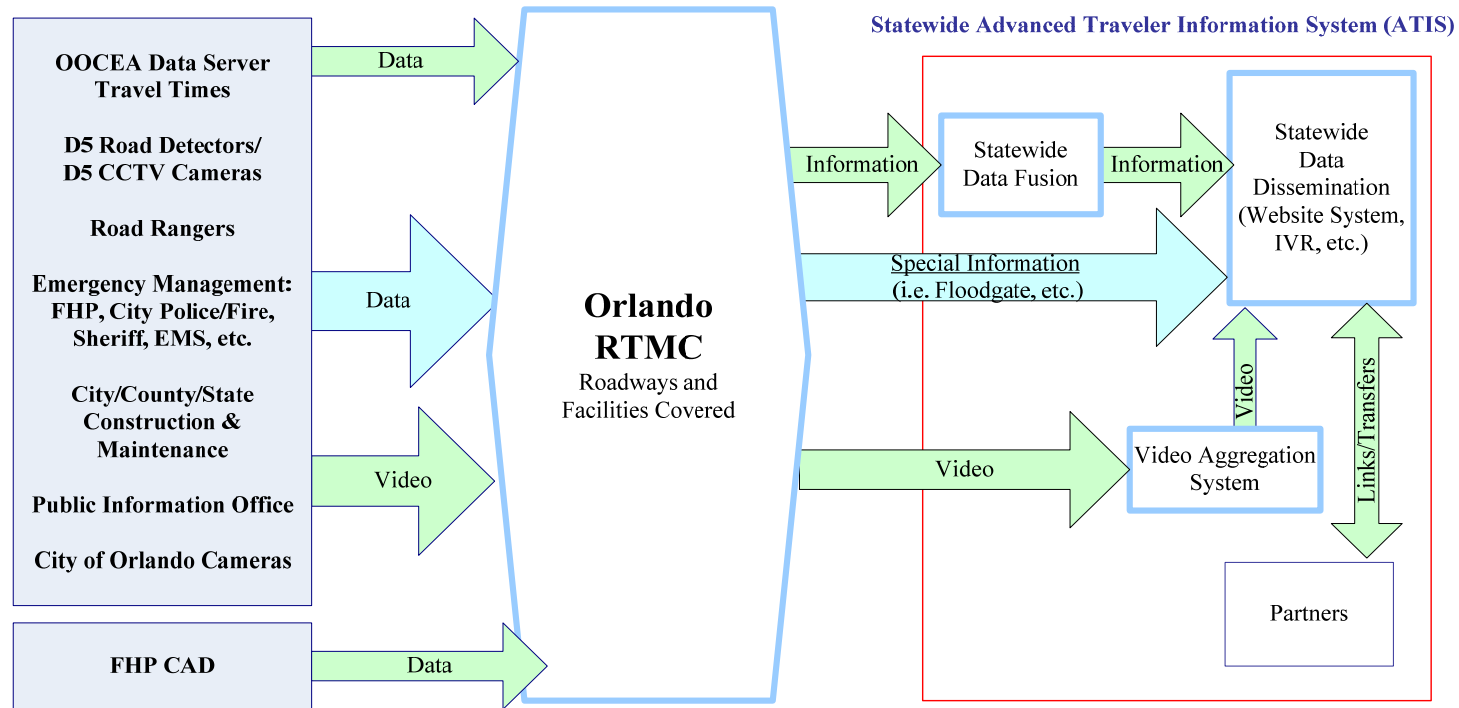 Statewide Advanced Traveler Information System (ATIS)
OOCEA Data Server
Travel Times
D5 Road Detectors/
D5 CCTV Cameras
Road Rangers
Emergency Management:
FHP, City Police/Fire,
Sheriff, EMS, etc.
City/County/State
Construction &
Maintenance
Public Information Office
City of Orlando Cameras
FHP CAD
Data
Data
Video
Data
Orlando
RTMC
Roadways and
Facilities Covered
Information
Statewide
Data Fusion
Information
Statewide
Data
Dissemination
(Website System,
IVR, etc.)
Special Information
(i.e. Floodgate, etc.)
Video
Video Aggregation
System
Video
Links/Transfers
Partners